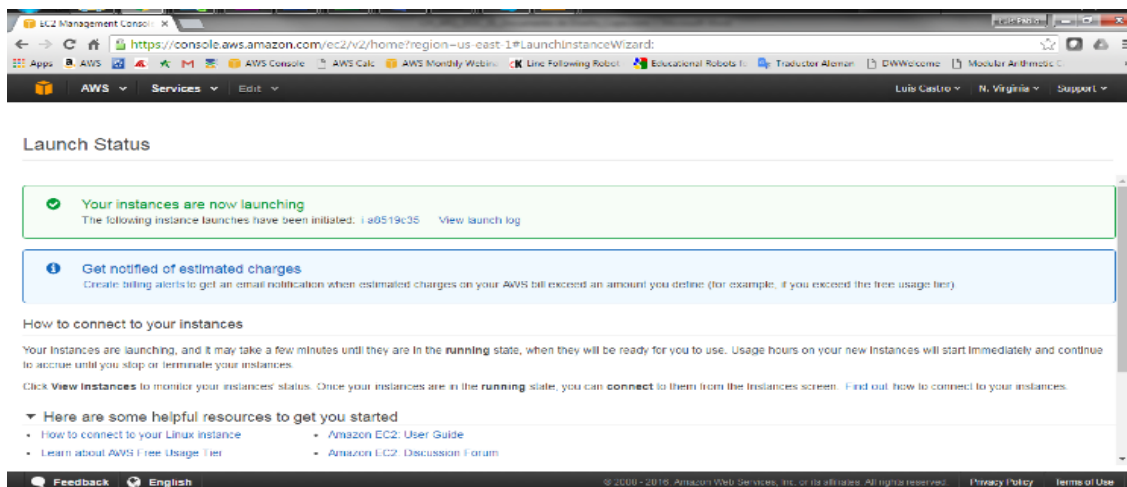 EC2 Management Consol
https://console.aws.amazon.com/ec2/v2/home?region=us-east-1#LaunchInstanceWizard:
Apps AWS AWS Console AWS Calc AWS Monthly Webina Line Following Robot Educational Robots f Traductor Aleman DWWelcome Modular Arithmetic C
AWS Services Edit Luis Castro N. Virginia Support
Launch Status
Your instances are now launching
The following instance launches have been initiated: i-a8519c35 View launch log
Get notified of estimated charges
Create billing alerts to get an email notification when estimated charges on your AWS bill exceed an amount you define (for example, if you exceed the free usage tier)
How to connect to your instances
Your instances are launching, and it may take a few minutes until they are in the running state, when they will be ready for you to use. Usage hours on your new instances will start immediately and continue
to accrue until you stop or terminate your instances.
Click View Instances to monitor your instances' status. Once your instances are in the running state, you can connect to them from the Instances screen. Find out how to connect to your instances.
Here are some helpful resources to get you started
• How to connect to your Linux instance • Amazon EC2: User Guide
• Learn about AWS Free Usage Tier • Amazon EC2: Discussion Forum
Feedback English © 2008 - 2016, Amazon Web Services, Inc. or its affiliates. All rights reserved. Privacy Policy Terms of Use